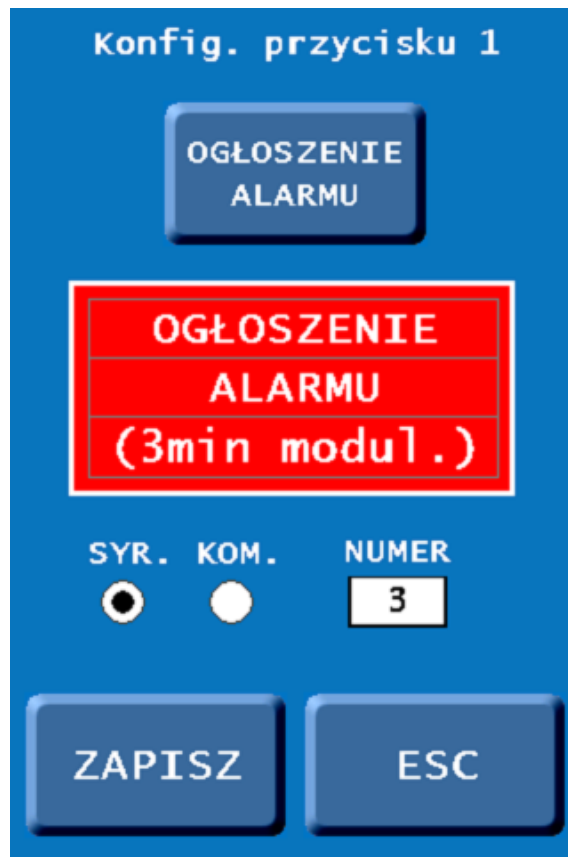 Konfig. przycisku 1
OGŁOSZENIE
ALARMU
OGŁOSZENIE
ALARMU
(3min modul.)
SYR. KOM. NUMER
3
ZAPISZ ESC